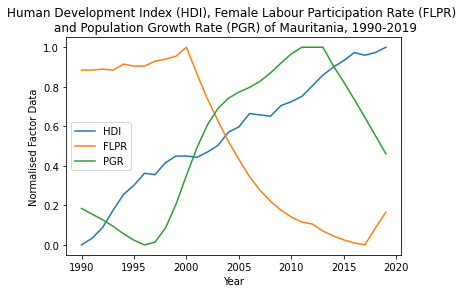 Human Development Index (HDI), Female Labour Participation Rate (FLPR)
and Population Growth Rate (PGR) of Mauritania, 1990-2019
Normalised Factor Data
1.0
0.8
0.6
0.4
0.2
0.0
HDI
FLPR
PGR
1990
1995
2000
2005
2010
2015
2020
Year